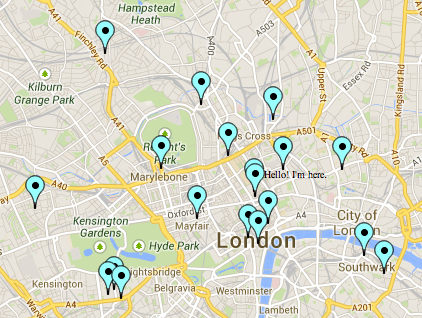 Hampstead
Heath
Finchley Rd
A41
A400
A503
A1
Upper St
Essex Rd
Kingsland Rd
Kilburn
Grange Park
A41
A5
s Cross
A501
A1
A10
Park
Marylebone
Hello! I'm here.
A40
Oxford
Mayfair
A4
City of
London
Kensington
Gardens
Hyde Park
London
Southwark
Kensington
ightsbridge
A4
Belgravia
Westminster
Lambeth
A201